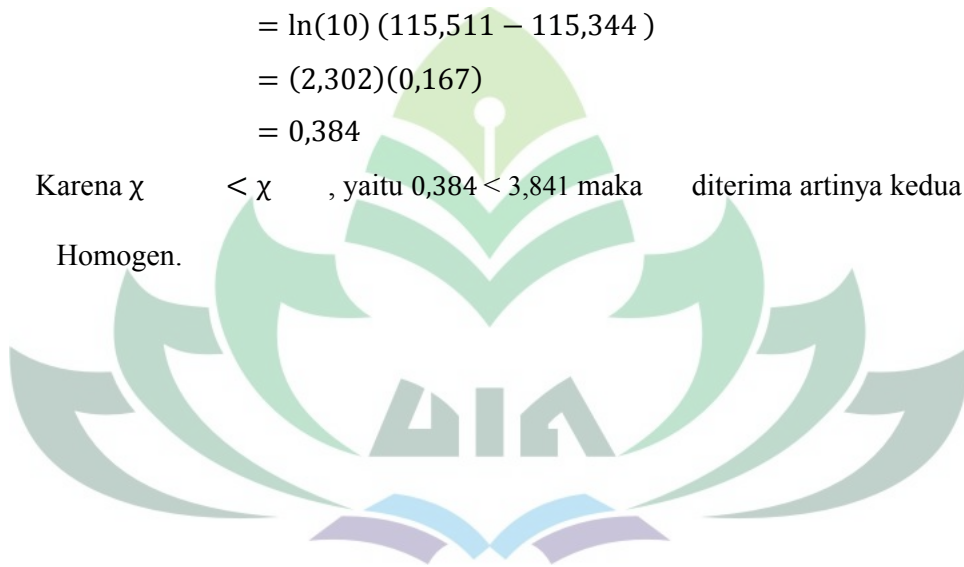 = ln(10) (115,511 − 115,344 )
= (2,302)(0,167)
= 0,384
Karena χ < χ , yaitu 0,384 < 3,841 maka diterima artinya kedua
Homogen.
UIA